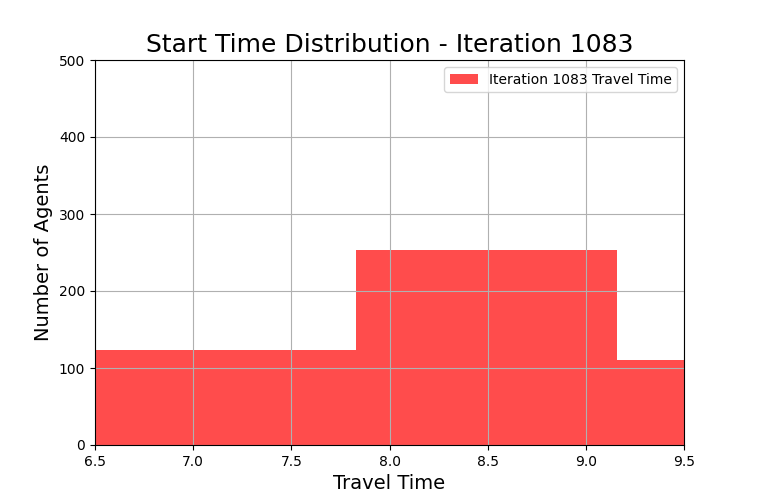 Start Time Distribution - Iteration 1083
Iteration 1083 Travel Time
Number of Agents
500
400
300
200
100
0
6.5 7.0 7.5 8.0 8.5 9.0 9.5
Travel Time